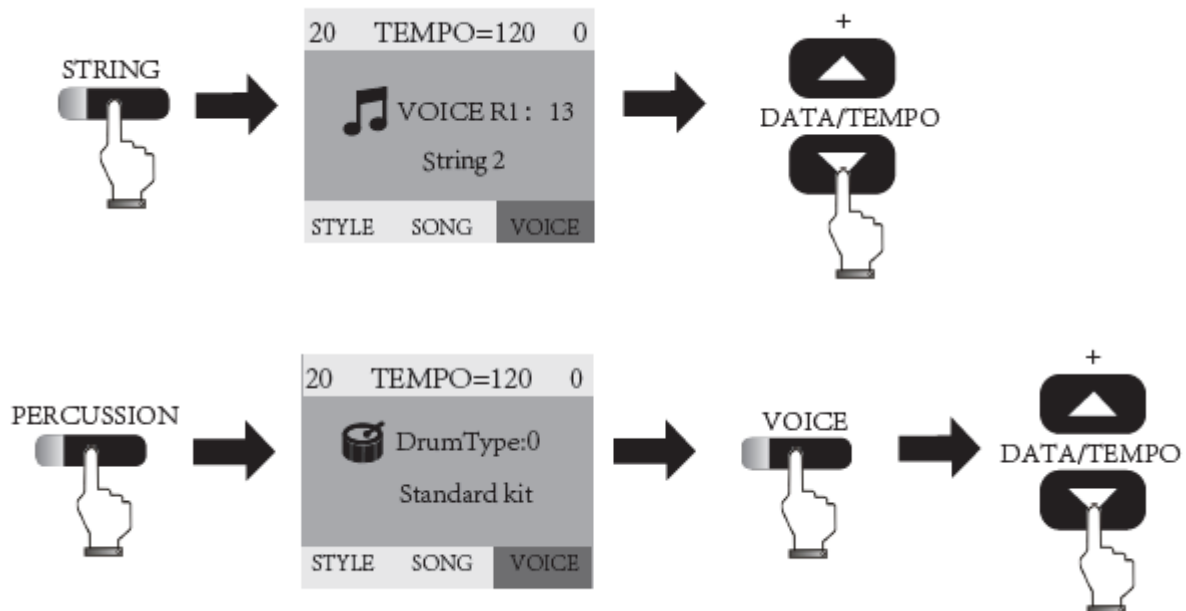 STRING
20 TEMPO=120 0
VOICE R1 : 13
String 2
STYLE SONG VOICE
+
DATA/TEMPO
PERCUSSION
20 TEMPO=120 0
DrumType:0
Standard kit
STYLE SONG VOICE
VOICE
+
DATA/TEMPO